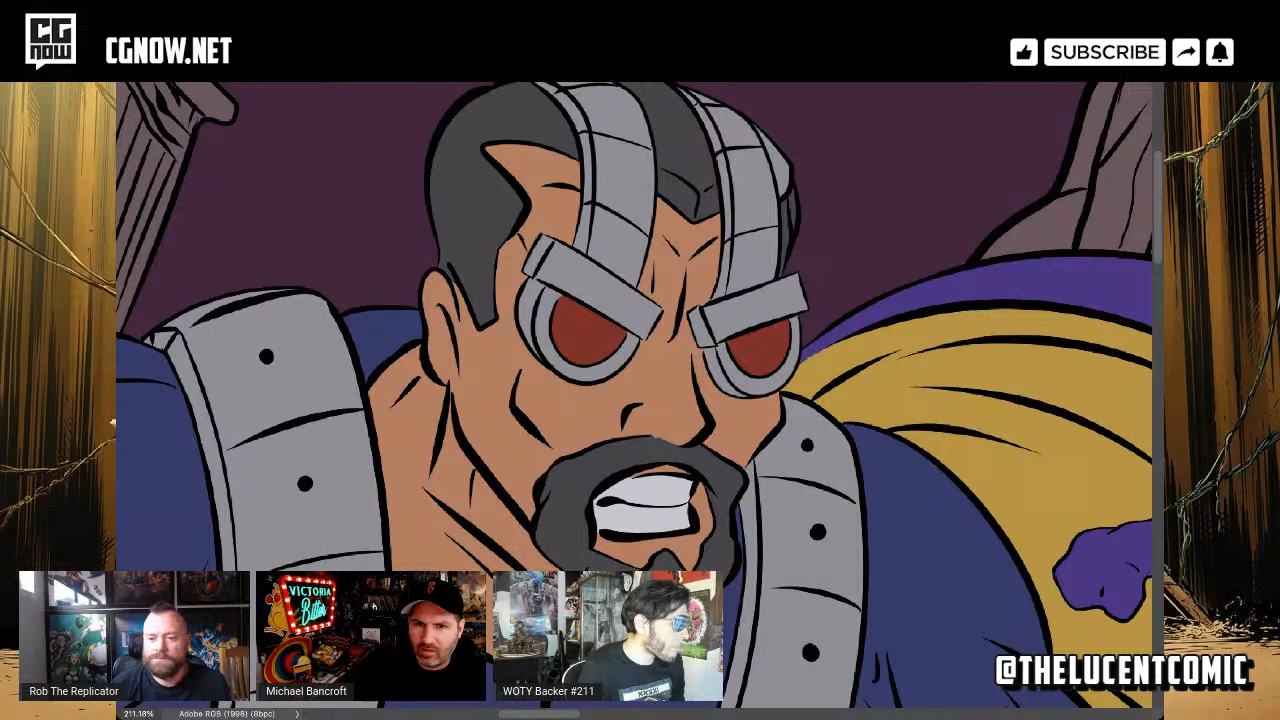 CG
NOW
CGNOW.NET
SUBSCRIBE
VICTORIA
Bitter
Rob The Replicator
Michael Bancroft
WOTY Backer #211
@THELUCENTCOMIC
211.18%
Adobe RGB (1998) (8bpc)